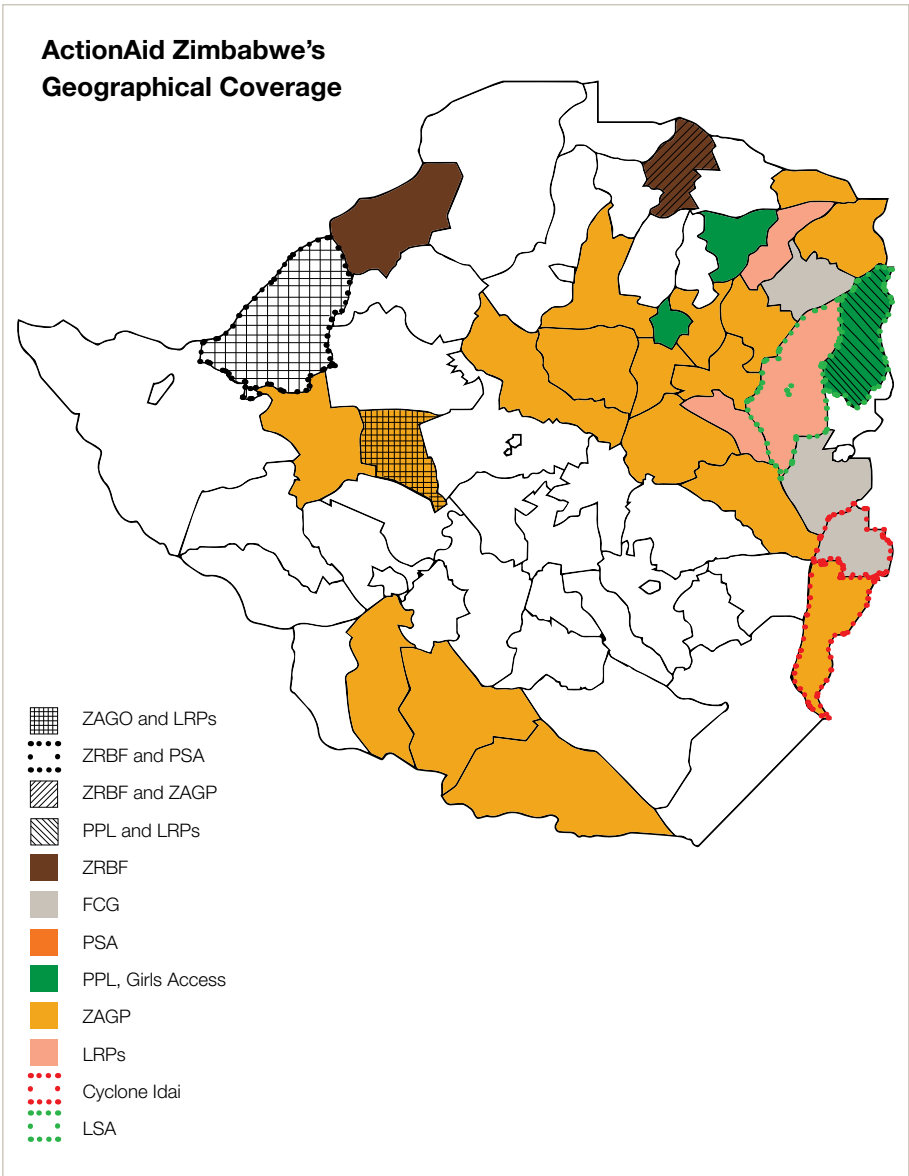 ActionAid Zimbabwe’s
Geographical Coverage
ZAGO and LRPs
ZRBF and PSA
ZRBF and ZAGP
PPL and LRPs
ZRBF
FCG
PSA
PPL, Girls Access
ZAGP
LRPs
Cyclone Idai
LSA